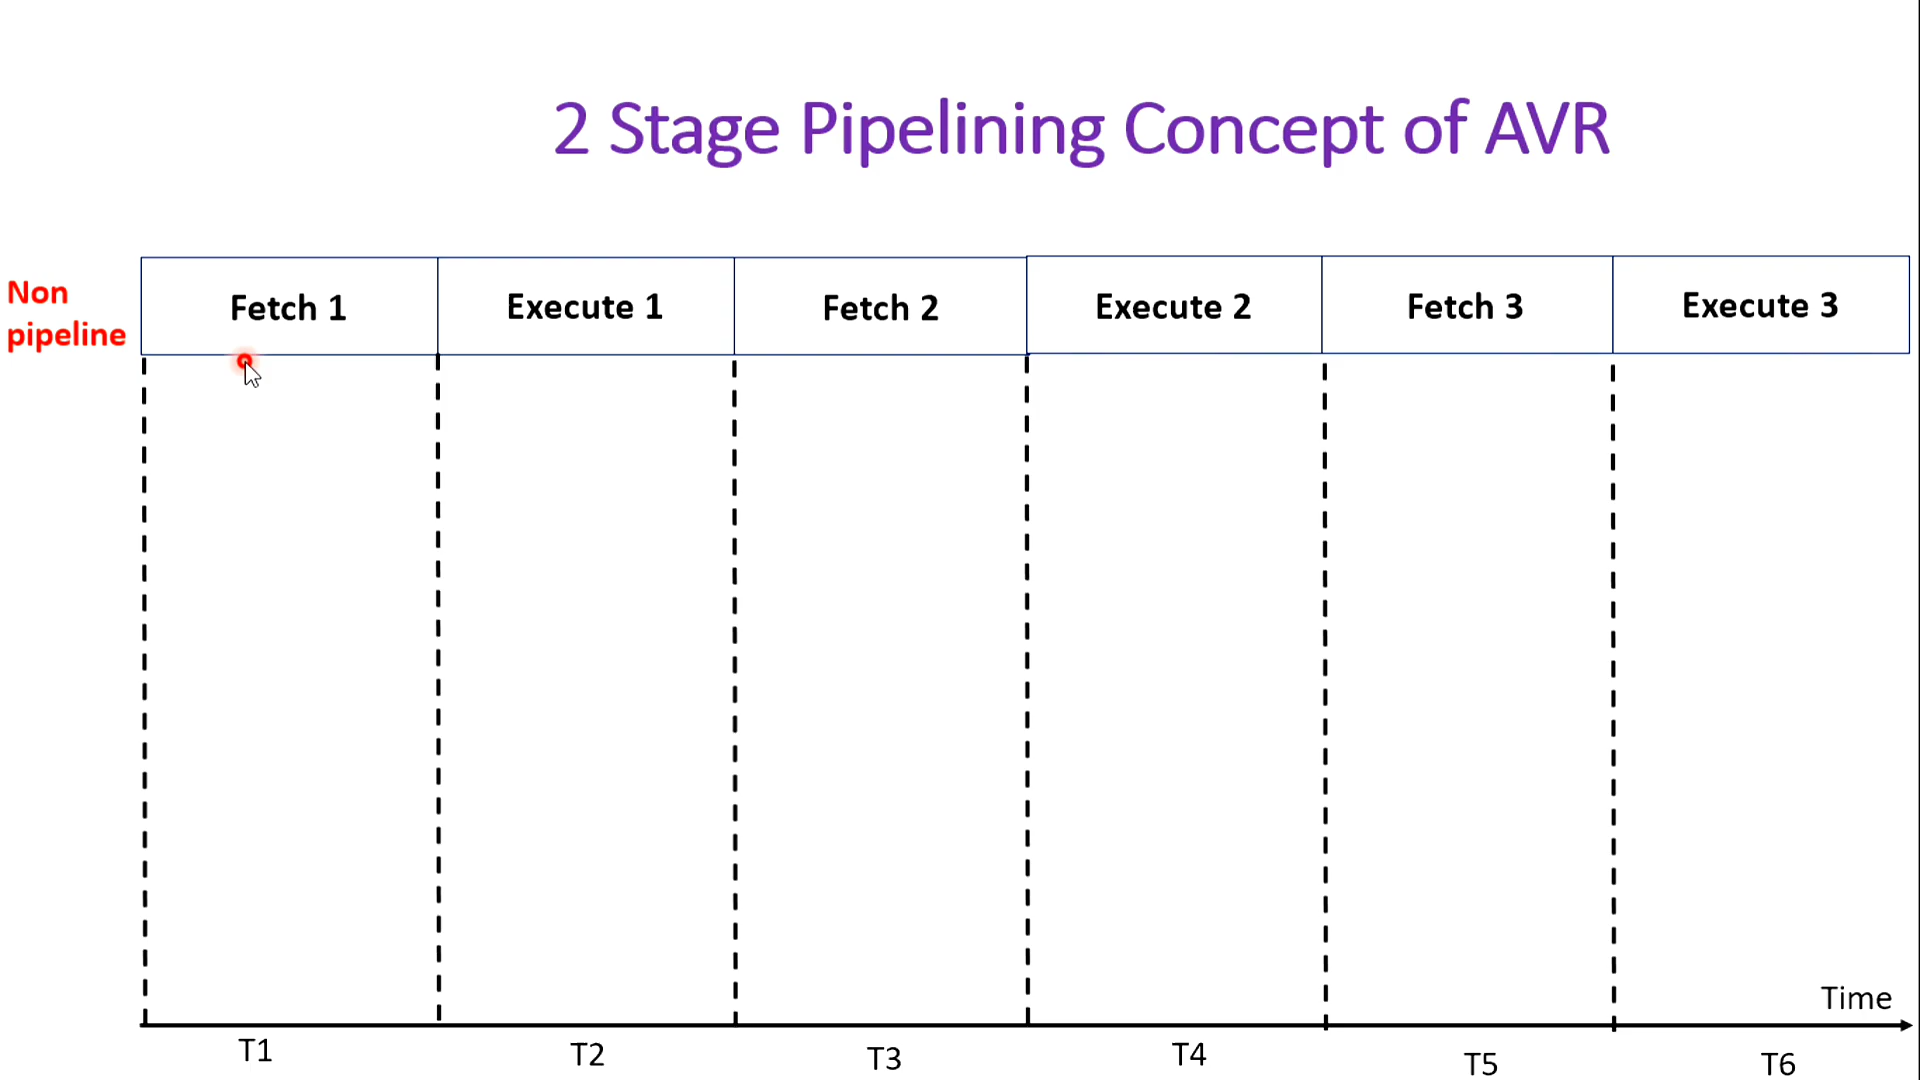 2 Stage Pipelining Concept of AVR
Non
pipeline
Fetch 1
Execute 1
Fetch 2
Execute 2
Fetch 3
Execute 3
Time
T1
T2
T3
T4
T5
T6